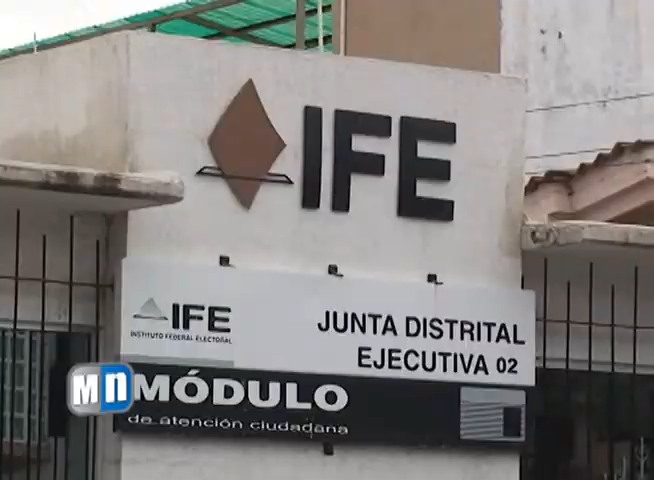 IFE
IFE
INSTITUTO FEDERAL ELECTORAL
JUNTA DISTRITAL
EJECUTIVA 02
mn
MÓDULO
de atención ciudadana